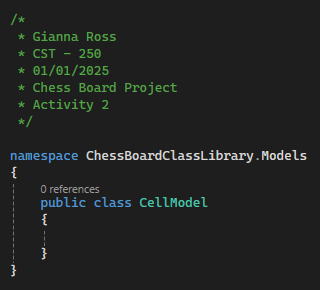 /*
* Gianna Ross
* CST - 250
* 01/01/2025
* Chess Board Project
* Activity 2
*/
namespace ChessBoardClassLibrary.Models
{
0 references
public class CellModel
{
}
}